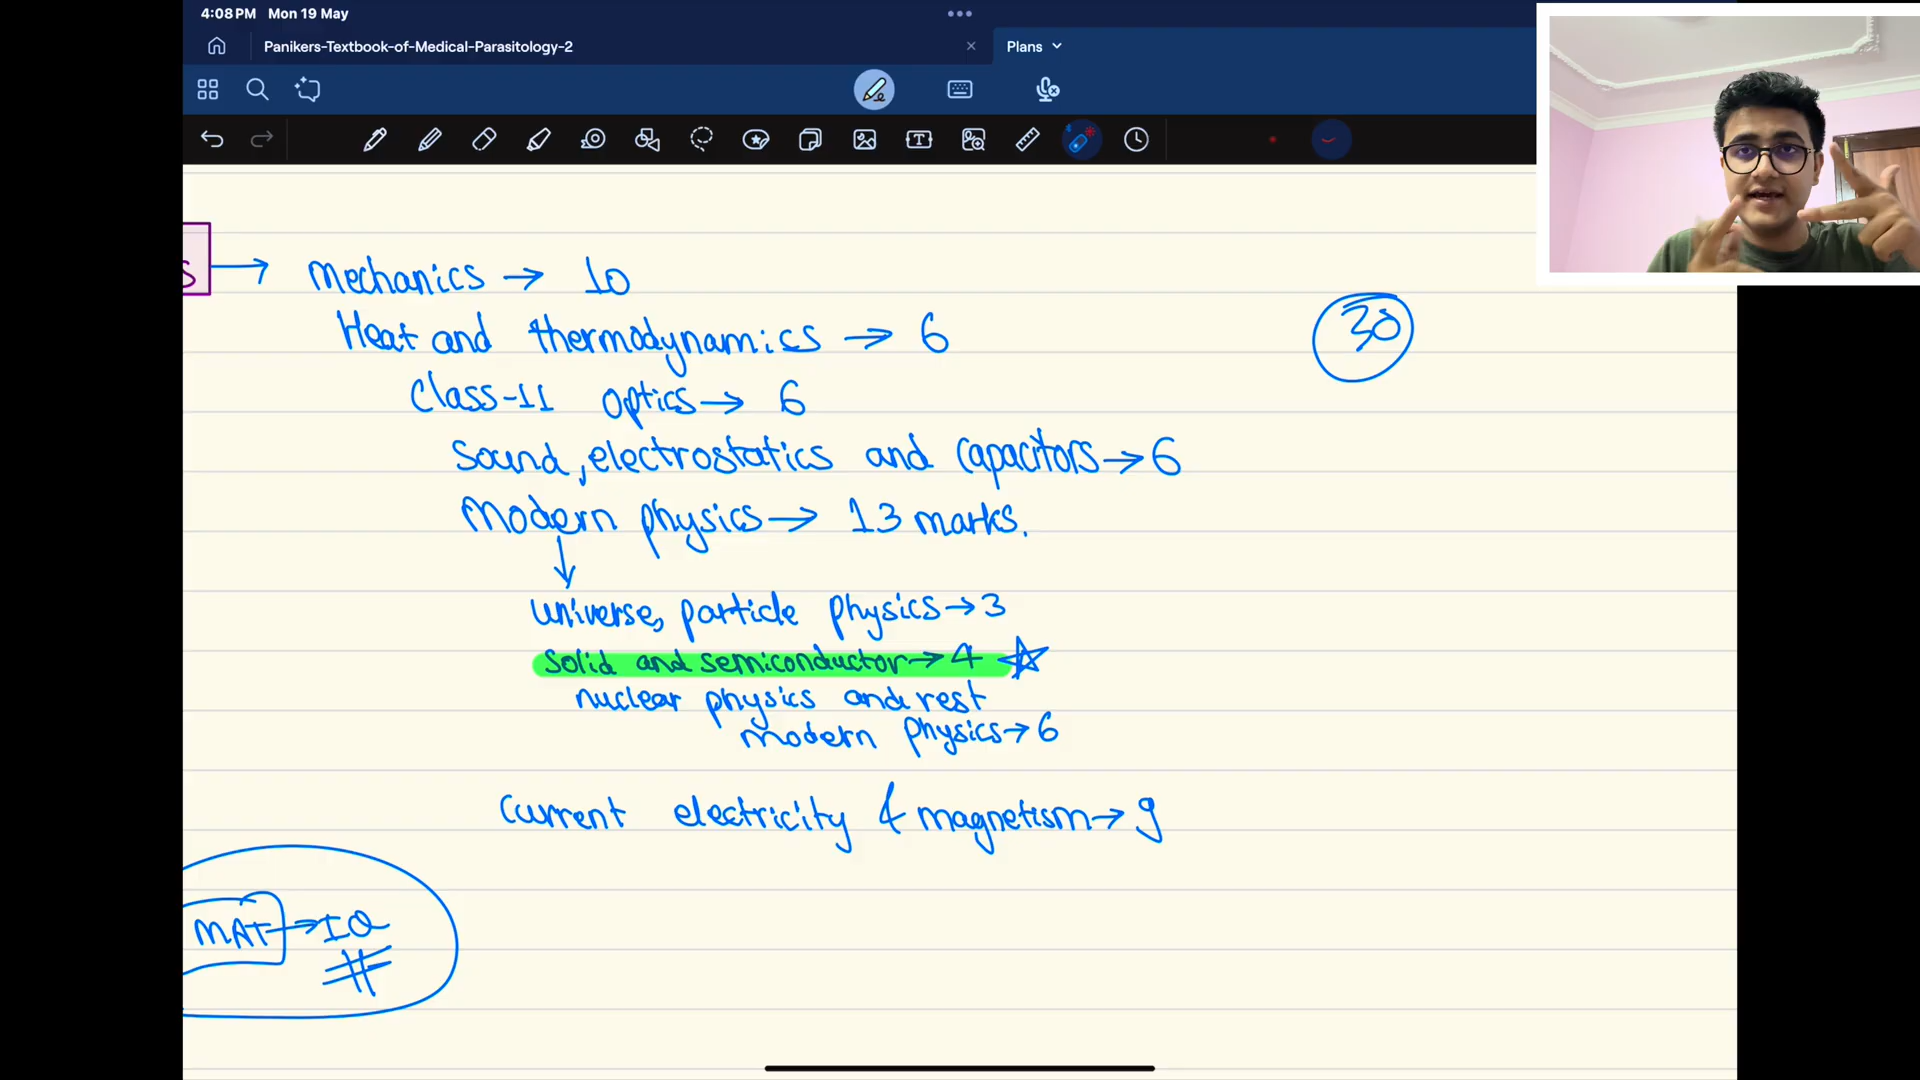 4:08 PM Mon 19 May
Panikers-Textbook-of-Medical-Parasitology-2
Plans
s → Mechanics → 10
Heat and thermodynamics → 6
Class-11 optics → 6
Sound, electrostatics and capacitors → 6
Modern physics → 13 marks.
universe, particle physics → 3
solid and semiconductor → 4
nuclear physics and rest
modern physics → 6
Current electricity & magnetism → 9
30
MAT → IQ